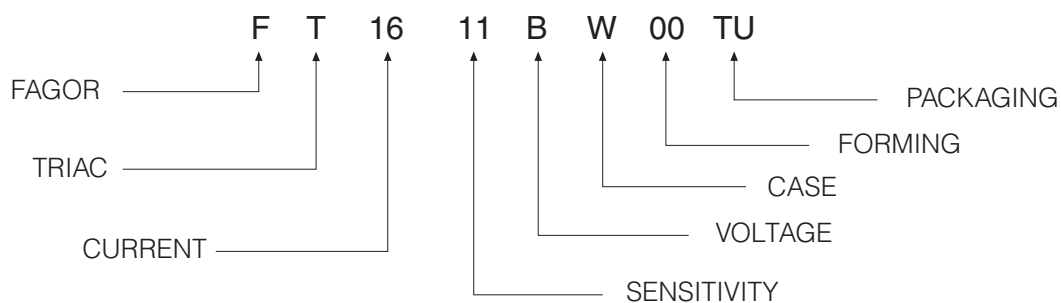 F T 16 11 B W 00 TU
FAGOR
PACKAGING
FORMING
TRIAC
CASE
VOLTAGE
CURRENT
SENSITIVITY